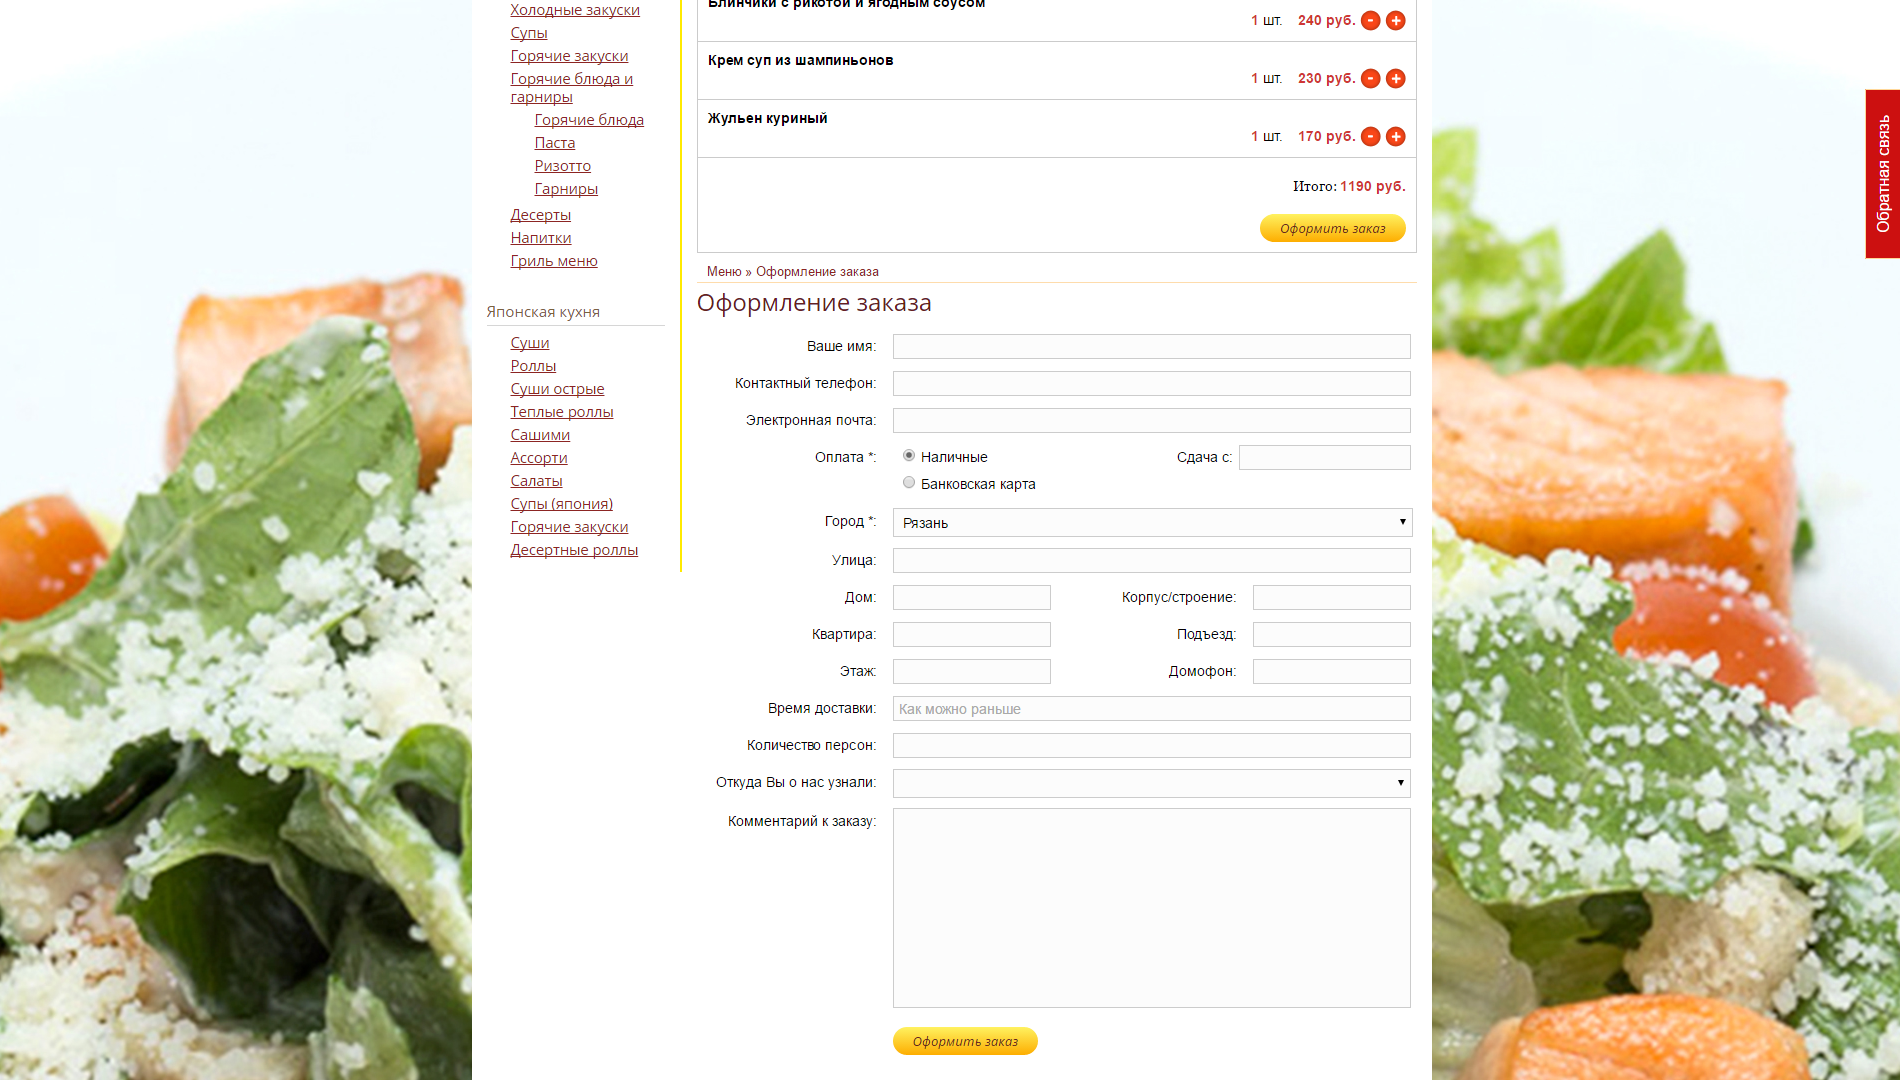 Холодные закуски
Супы
Горячие закуски
Горячие блюда и
гарниры
Горячие блюда
Паста
Ризотто
Гарниры
Десерты
Напитки
Гриль меню
Японская кухня
Суши
Роллы
Суши острые
Теплые роллы
Сашими
Ассорти
Салаты
Супы (япония)
Горячие закуски
Десертные роллы
Блинчики с рикотой и ягодным соусом
1 шт. 240 руб. - +
Крем суп из шампиньонов
1 шт. 230 руб. - +
Жульен куриный
1 шт. 170 руб. - +
Итого: 1190 руб.
Оформить заказ
Меню » Оформление заказа
Оформление заказа
Ваше имя:
Контактный телефон:
Электронная почта:
Оплата *: Наличные Сдача с:
Банковская карта
Город *: Рязань
Улица:
Дом: Корпус/строение:
Квартира: Подъезд:
Этаж: Домофон:
Время доставки: Как можно раньше
Количество персон:
Откуда Вы о нас узнали:
Комментарий к заказу:
Оформить заказ
Обратная связь